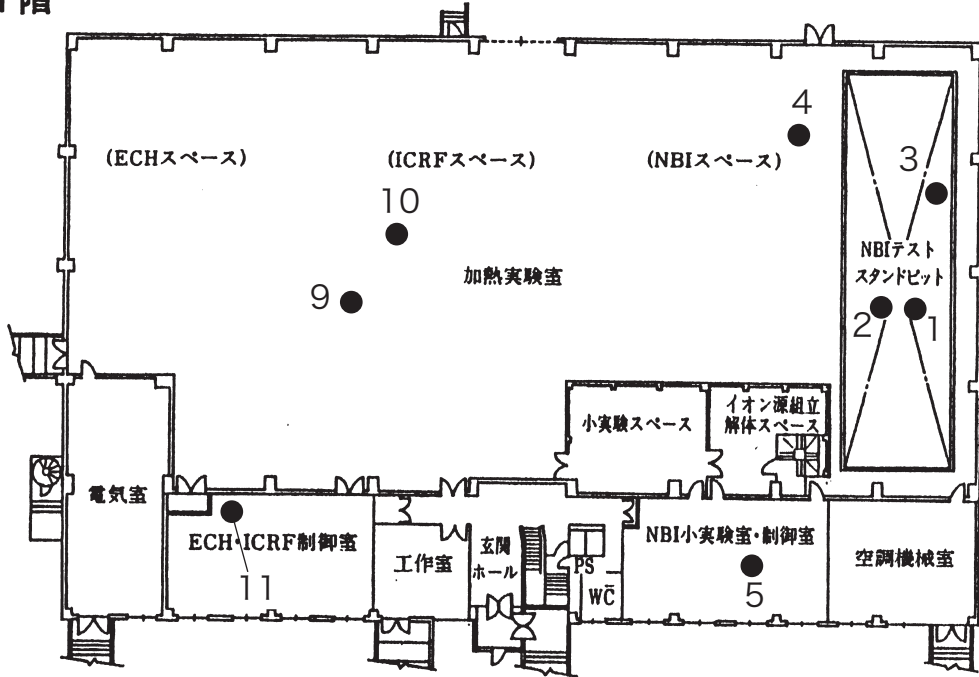 1階
4
(ECHスペース)
(ICRFスペース)
(NBIスペース)
3
10
NBIテスト
スタンドピット
加熱実験室
9
2
1
小実験スペース
イオン源組立
解体スペース
電気室
ECH・ICRF制御室
11
工作室
玄関
ホール
PS
WC
NBI小実験室・制御室
5
空調機械室